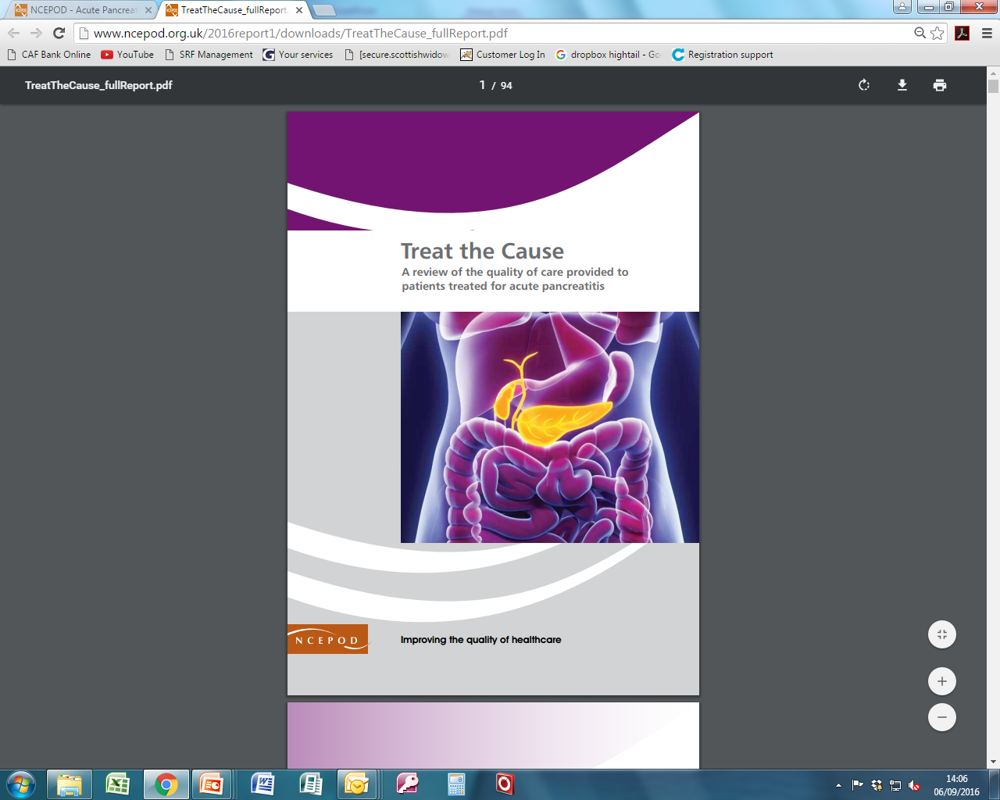 NCEPOD - Acute Pancreat
TreatTheCause_fullReport.
www.ncepod.org.uk/2016report1/downloads/TreatTheCause_fullReport.pdf
CAF Bank Online
YouTube
SRF Management
Your services
[secure.scottishwidow
Customer Log In
dropbox hightail - Go
Registration support
TreatTheCause_fullReport.pdf
1 / 94
Treat the Cause
A review of the quality of care provided to
patients treated for acute pancreatitis
NCEPOD
Improving the quality of healthcare
14:06
06/09/2016